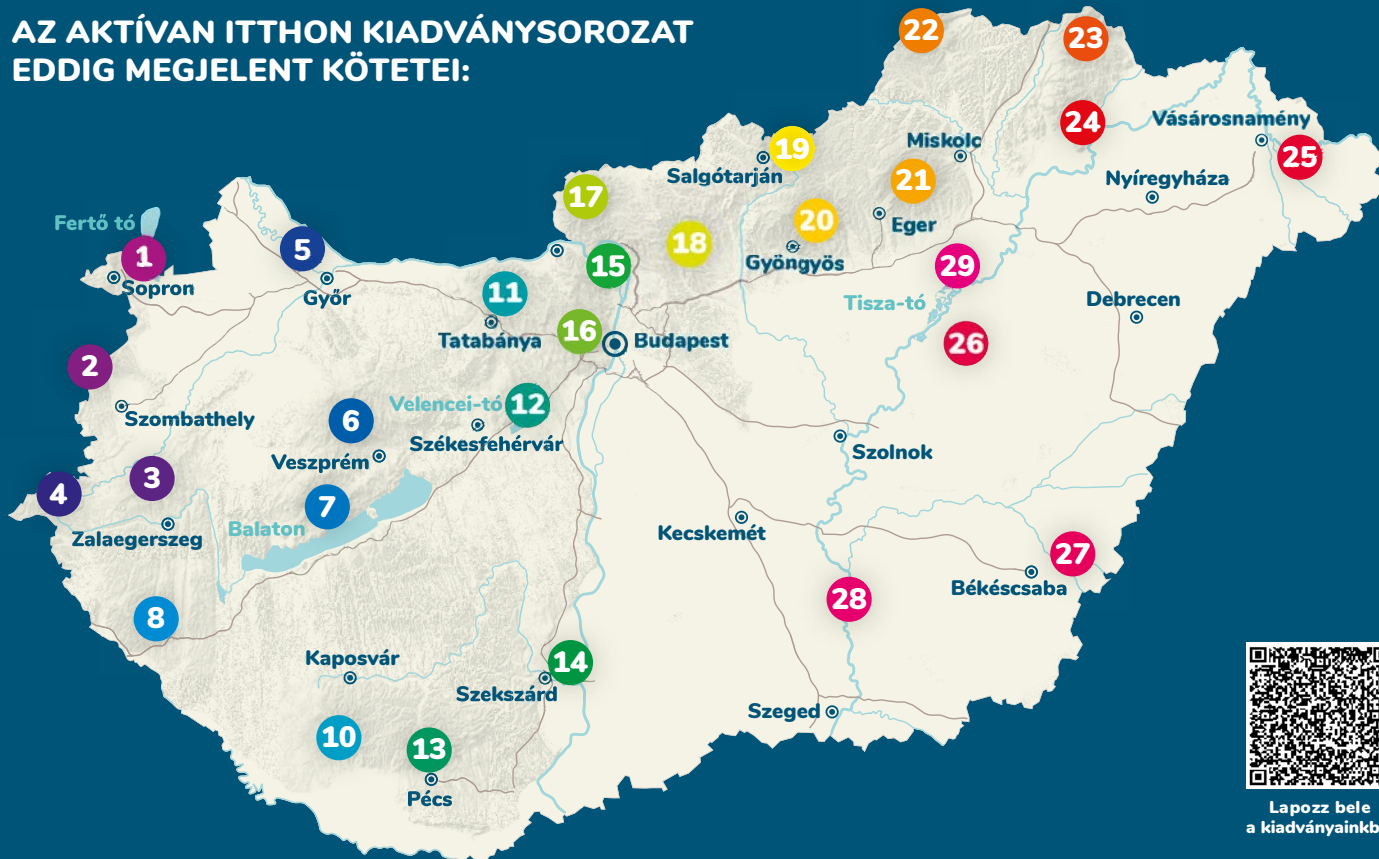 AZ AKTÍVAN ITTHON KIADVÁNYSOROZAT
EDDIG MEGJELENT KÖTETEI:
22
23
24
Vásárosnamény
25
19
Salgótarján
Miskolc
21
Nyíregyháza
17
20
Eger
18
Gyöngyös
Fertő tó
1
Sopron
5
Győr
15
29
Tisza-tó
Debrecen
11
Tatabánya
16
Budapest
26
2
Szombathely
6
Veszprém
Velencei-tó
12
Székesfehérvár
Szolnok
3
4
Zalaegerszeg
7
Balaton
Kecskemét
27
Békéscsaba
28
8
Kaposvár
14
Szekszárd
Szeged
10
13
Pécs
Lapozz bele
a kiadványainkb